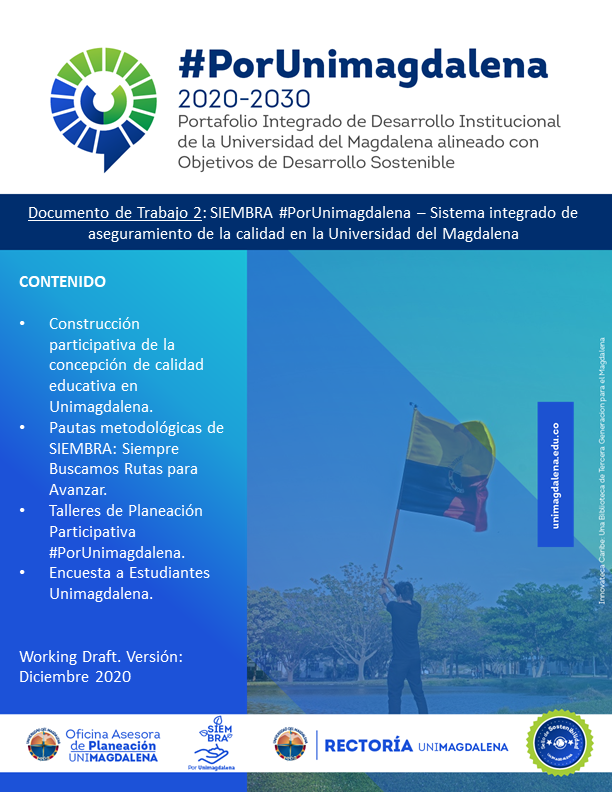 #PorUnimagdalena
2020-2030
Portafolio Integrado de Desarrollo Institucional
de la Universidad del Magdalena alineado con
Objetivos de Desarrollo Sostenible
Documento de Trabajo 2: SIEMBRA #PorUnimagdalena – Sistema integrado de
aseguramiento de la calidad en la Universidad del Magdalena
CONTENIDO
• Construcción
participativa de la
concepción de calidad
educativa en
Unimagdalena.
• Pautas metodológicas de
SIEMBRA: Siempre
Buscamos Rutas para
Avanzar.
• Talleres de Planeación
Participativa
#PorUnimagdalena.
• Encuesta a Estudiantes
Unimagdalena.
Working Draft. Versión:
Diciembre 2020
unimagdalena.edu.co
Innovateca Caribe: Una Biblioteca de Tercera Generacion para el Magdalena
Oficina Asesora
de Planeación
UNIMAGDALENA
SIEM
BRA
Por Unimagdalena
RECTORÍA UNIMAGDALENA
Sello de Sostenibilidad